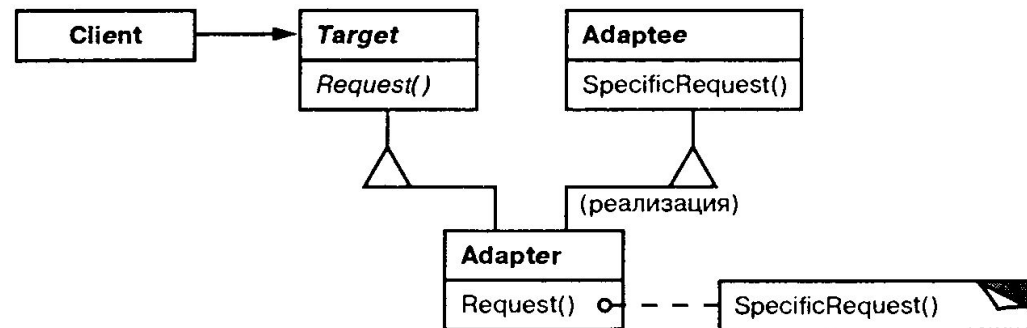 Client
Target
Request()
Adaptee
SpecificRequest()
(реализация)
Adapter
Request()
SpecificRequest()